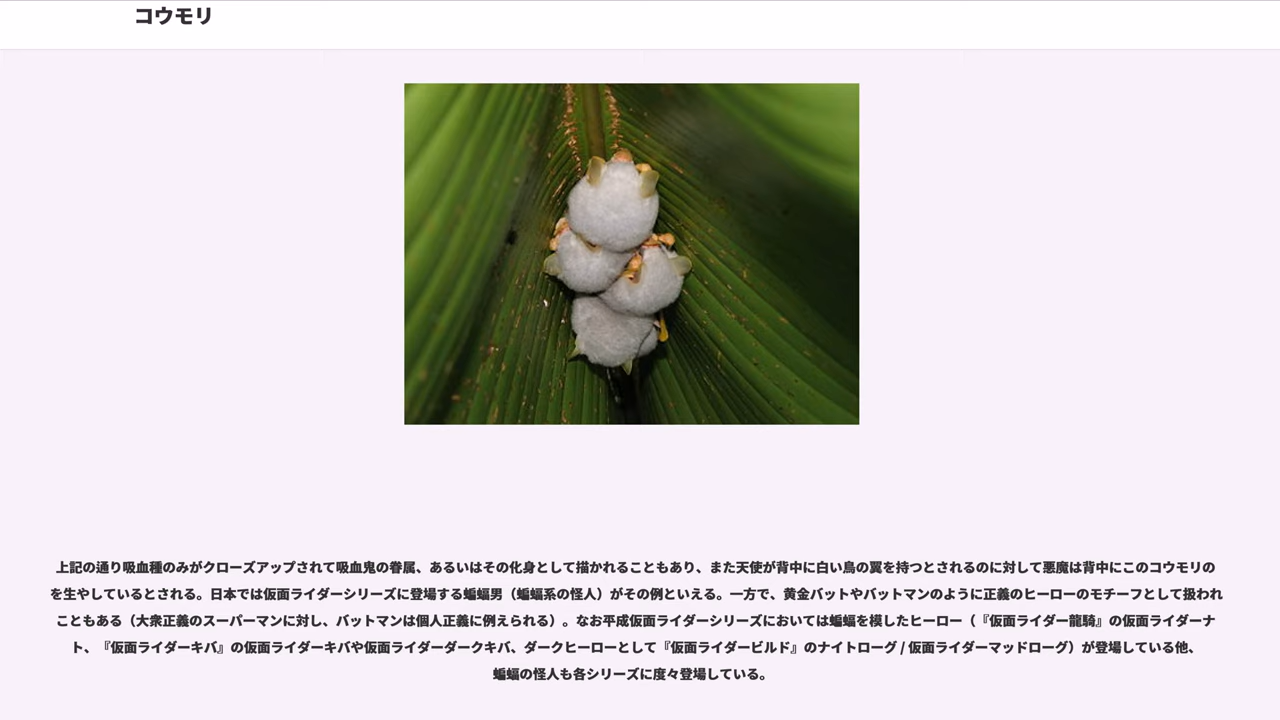 コウモリ
上記の通り吸血種のみがクローズアップされて吸血鬼の眷属、あるいはその化身として描かれることもあり、また天使が背中に白い鳥の翼を持つとされるのに対して悪魔は背中にこのコウモリの
を生やしているとされる。日本では仮面ライダーシリーズに登場する蝙蝠男（蝙蝠系の怪人）がその例といえる。一方で、黄金バットやバットマンのように正義のヒーローのモチーフとして扱われ
こともある（大衆正義のスーパーマンに対し、バットマンは個人正義に例えられる）。なお平成仮面ライダーシリーズにおいては蝙蝠を模したヒーロー（『仮面ライダー龍騎』の仮面ライダーナ
ト、『仮面ライダーキバ』の仮面ライダーキバや仮面ライダーダークキバ、ダークヒーローとして『仮面ライダービルド』のナイトローグ / 仮面ライダーマッドローグ）が登場している他、
蝙蝠の怪人も各シリーズに度々登場している。